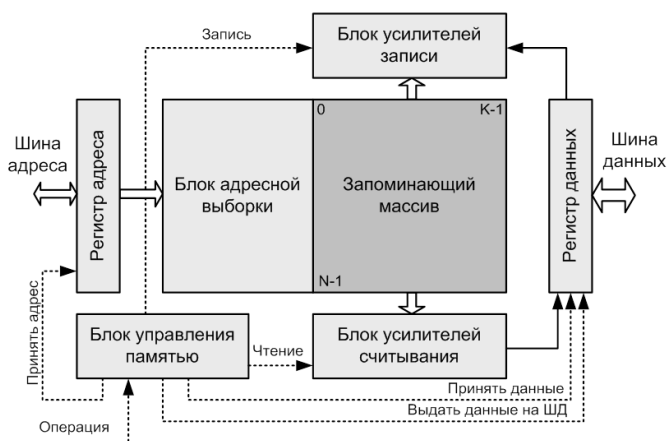 Запись
Блок усилителей
записи
0
K-1
Шина
адреса
Регистр адреса
Блок адресной
выборки
Запоминающий
массив
Регистр данных
Шина
данных
N-1
Принять адрес
Блок управления
памятью
Чтение
Блок усилителей
считывания
Принять данные
Выдать данные на ШД
Операция